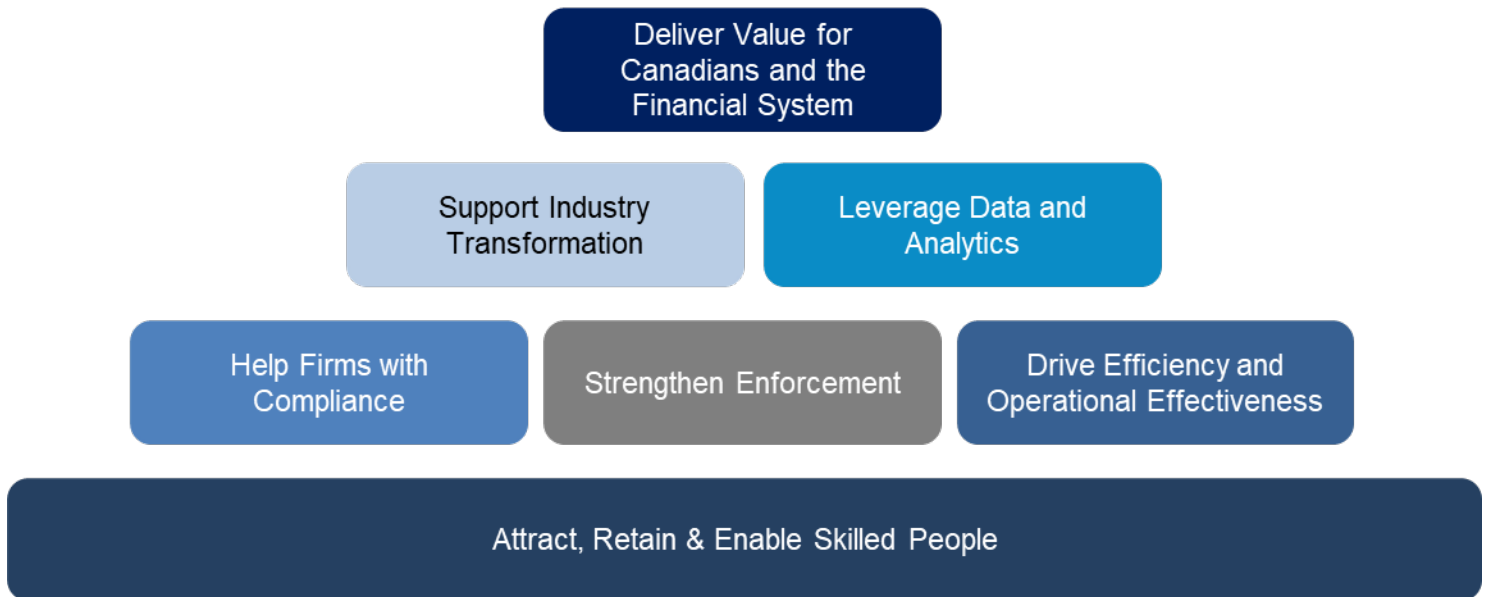 Deliver Value for
Canadians and the
Financial System
Support Industry
Transformation
Leverage Data and
Analytics
Help Firms with
Compliance
Strengthen Enforcement
Drive Efficiency and
Operational Effectiveness
Attract, Retain & Enable Skilled People